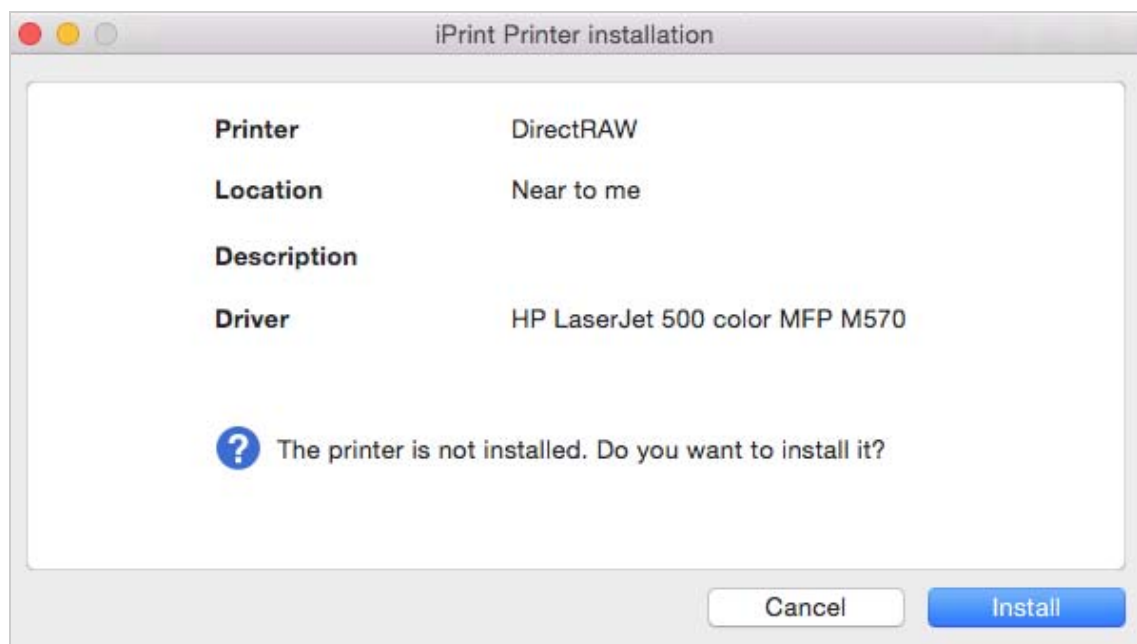 iPrint Printer installation
Printer DirectRAW
Location Near to me
Description
Driver HP LaserJet 500 color MFP M570
? The printer is not installed. Do you want to install it?
Cancel Install